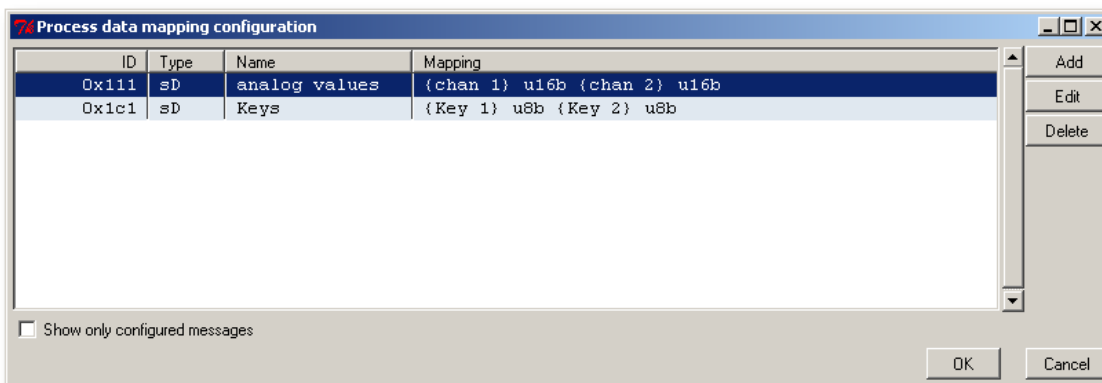 Process data mapping configuration
ID Type Name Mapping Add
0x111 sD analog values {chan 1} u16b {chan 2} u16b
Edit
0x1c1 sD Keys {Key 1} u8b {Key 2} u8b
Delete
Show only configured messages
OK Cancel